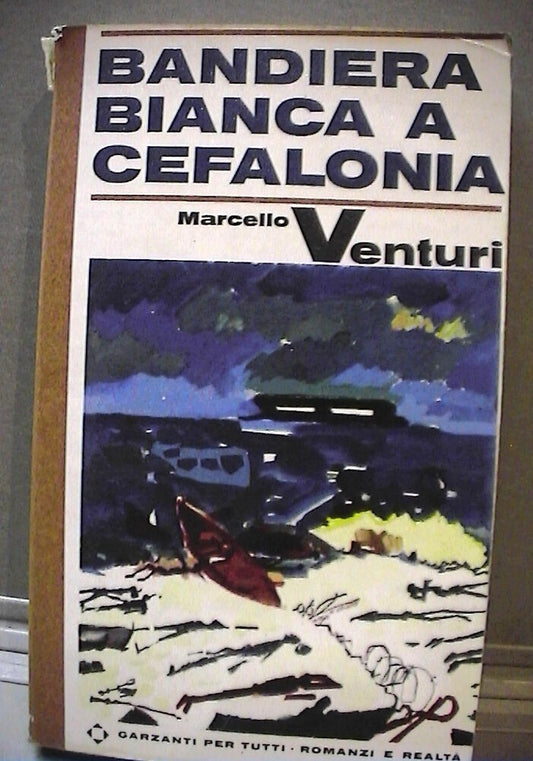 BANDIERA
BIANCA A
CEFALONIA
Marcello Venturi
GARZANTI PER TUTTI · ROMANZI E REALTÀ